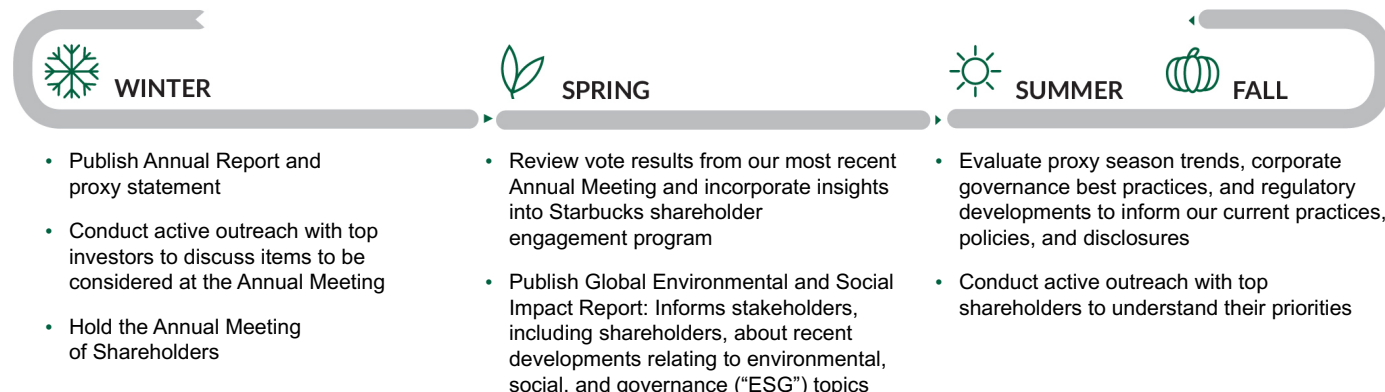 WINTER
• Publish Annual Report and
proxy statement
• Conduct active outreach with top
investors to discuss items to be
considered at the Annual Meeting
• Hold the Annual Meeting
of Shareholders
SPRING
• Review vote results from our most recent
Annual Meeting and incorporate insights
into Starbucks shareholder
engagement program
• Publish Global Environmental and Social
Impact Report: Informs stakeholders,
including shareholders, about recent
developments relating to environmental,
social, and governance (“ESG”) topics
SUMMER FALL
• Evaluate proxy season trends, corporate
governance best practices, and regulatory
developments to inform our current practices,
policies, and disclosures
• Conduct active outreach with top
shareholders to understand their priorities